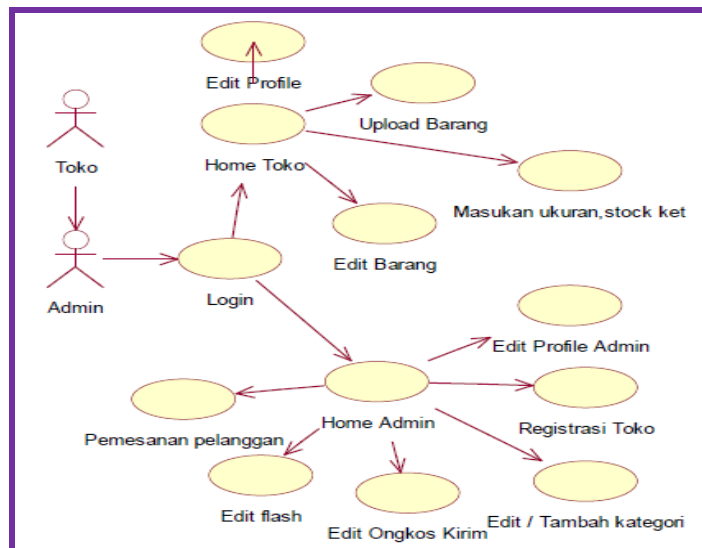 Edit Profile
Upload Barang
Toko
Home Toko
Masukan ukuran,stock ket
Edit Barang
Admin
Login
Edit Profile Admin
Home Admin
Registrasi Toko
Pemesanan pelanggan
Edit flash
Edit Ongkos Kirim
Edit / Tambah kategori